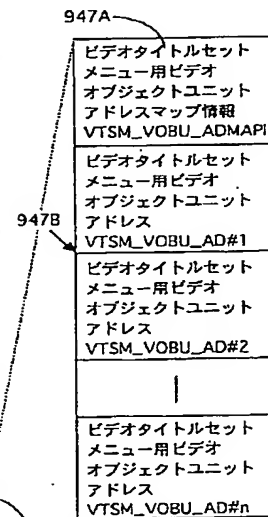 947A
ビデオタイトルセット
メニュー用ビデオ
オブジェクトユニット
アドレスマップ情報
VTSM_VOBU_ADMAPI
ビデオタイトルセット
メニュー用ビデオ
オブジェクトユニット
アドレス
VTSM_VOBU_AD#1
947B
ビデオタイトルセット
メニュー用ビデオ
オブジェクトユニット
アドレス
VTSM_VOBU_AD#2
ビデオタイトルセット
メニュー用ビデオ
オブジェクトユニット
アドレス
VTSM_VOBU_AD#n